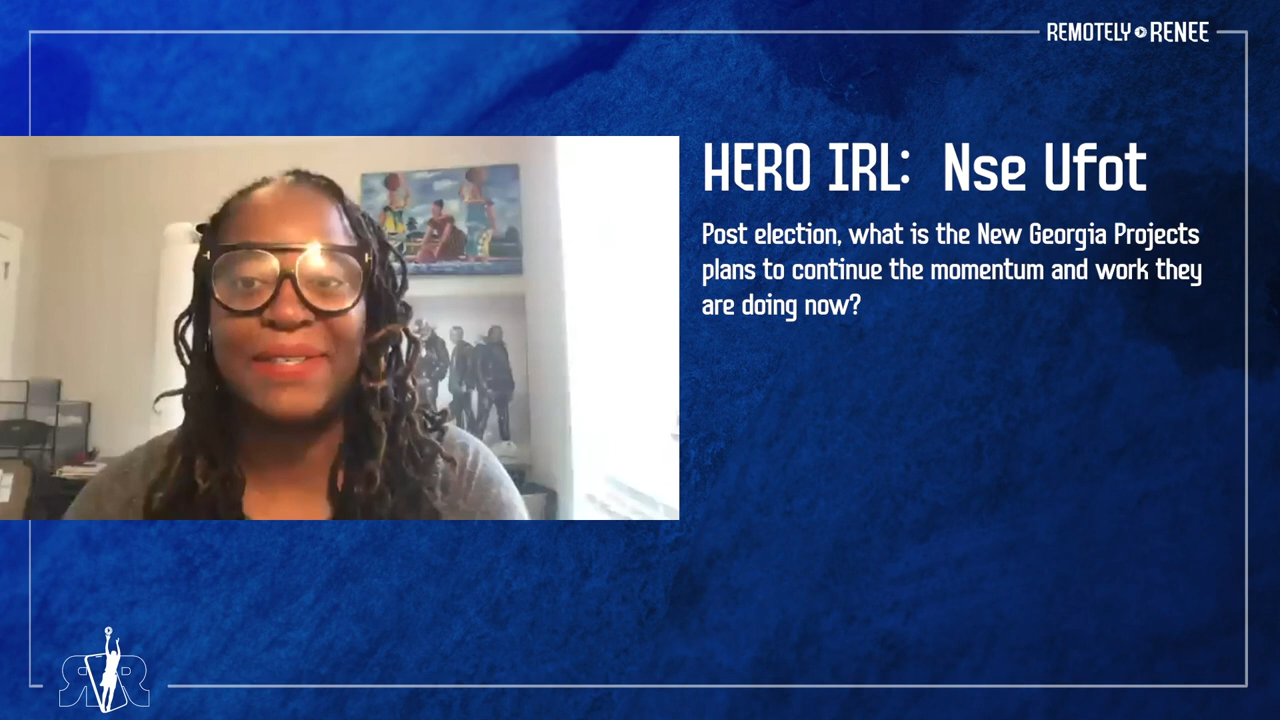 REMOTELY RENEE
HERO IRL: Nse Ufot
Post election, what is the New Georgia Projects
plans to continue the momentum and work they
are doing now?
RR